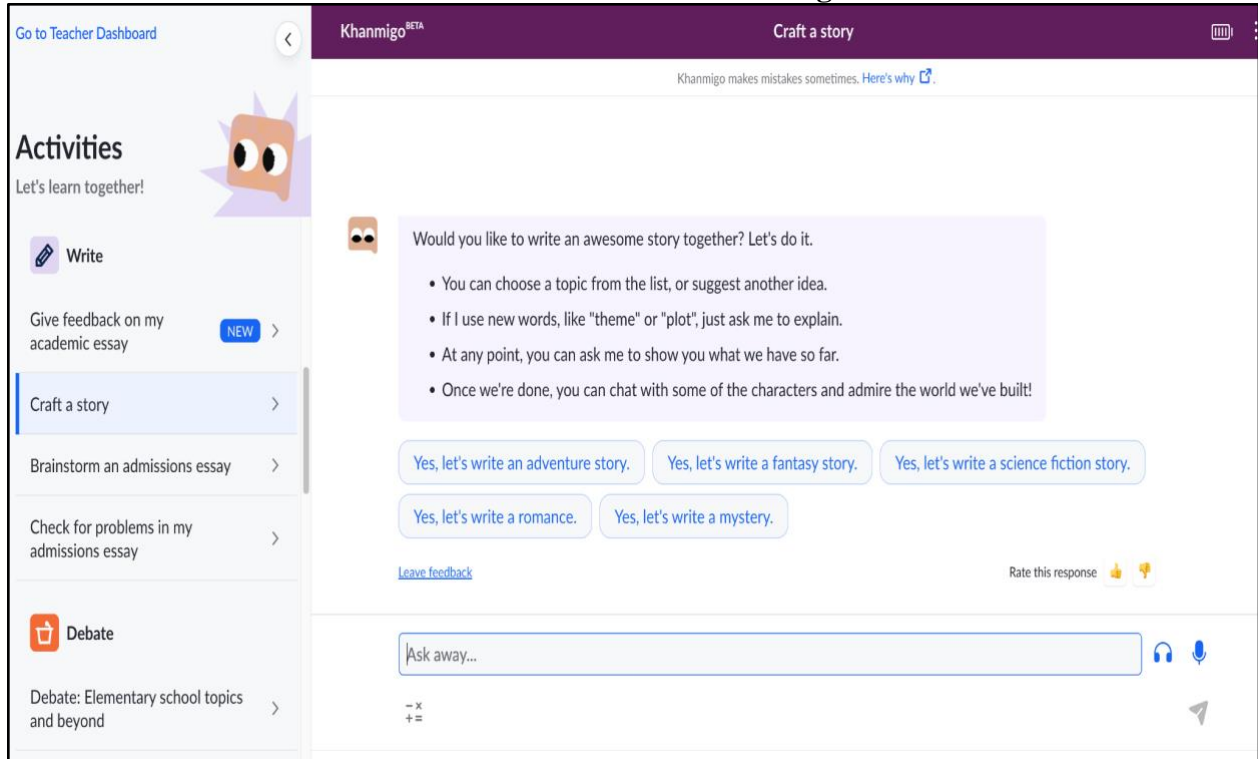 Go to Teacher Dashboard
Activities
Let's learn together!
Write
Give feedback on my
academic essay
NEW
Craft a story
Brainstorm an admissions essay
Check for problems in my
admissions essay
Debate
Debate: Elementary school topics
and beyond
Khanmigo BETA
Craft a story
Khanmigo makes mistakes sometimes. Here's why.
Would you like to write an awesome story together? Let's do it.
• You can choose a topic from the list, or suggest another idea.
• If I use new words, like "theme" or "plot", just ask me to explain.
• At any point, you can ask me to show you what we have so far.
• Once we're done, you can chat with some of the characters and admire the world we've built!
Yes, let's write an adventure story. Yes, let's write a fantasy story. Yes, let's write a science fiction story.
Yes, let's write a romance. Yes, let's write a mystery.
Leave feedback
Rate this response
Ask away...